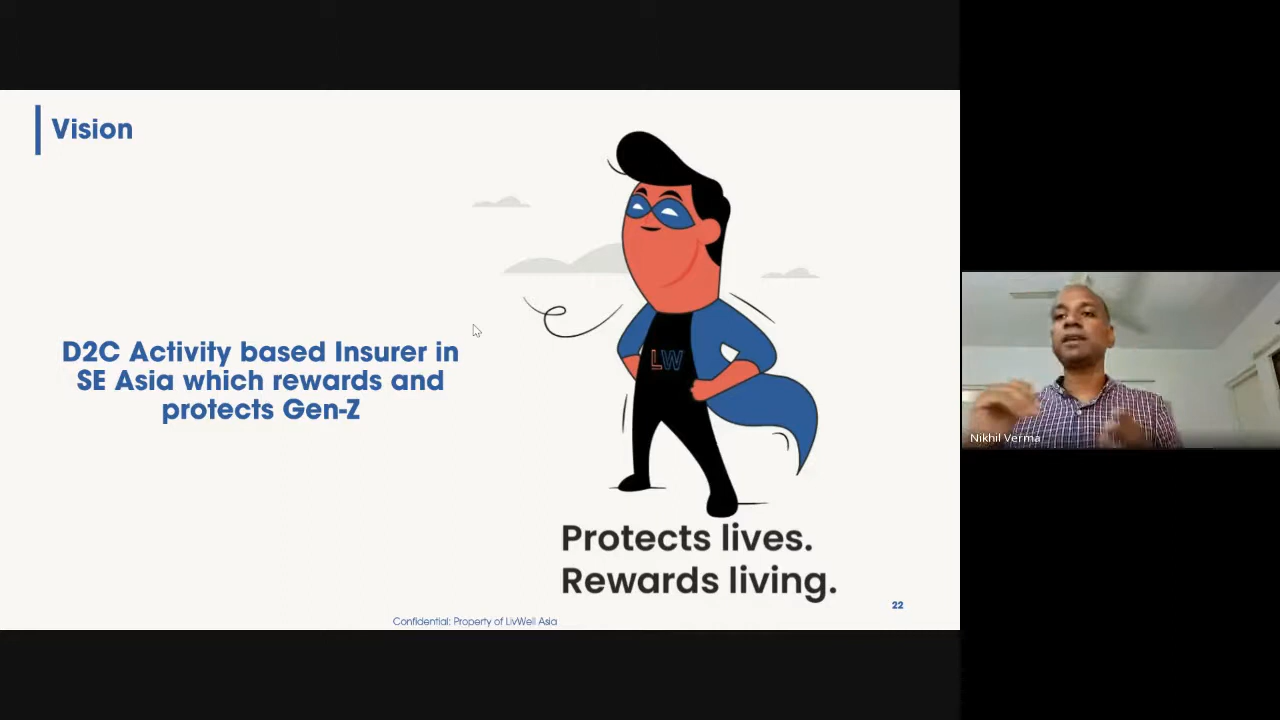 Vision
D2C Activity based Insurer in
SE Asia which rewards and
protects Gen-Z
LW
Protects lives.
Rewards living.
22
Confidential: Property of LivWell Asia
Nikhil Verma